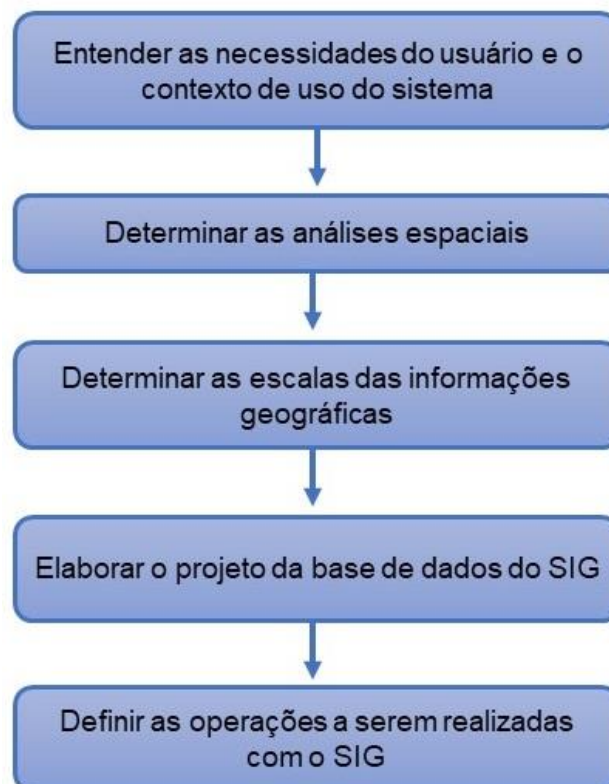 Entender as necessidades do usuário e o
contexto de uso do sistema
Determinar as análises espaciais
Determinar as escalas das informações
geográficas
Elaborar o projeto da base de dados do SIG
Definir as operações a serem realizadas
com o SIG